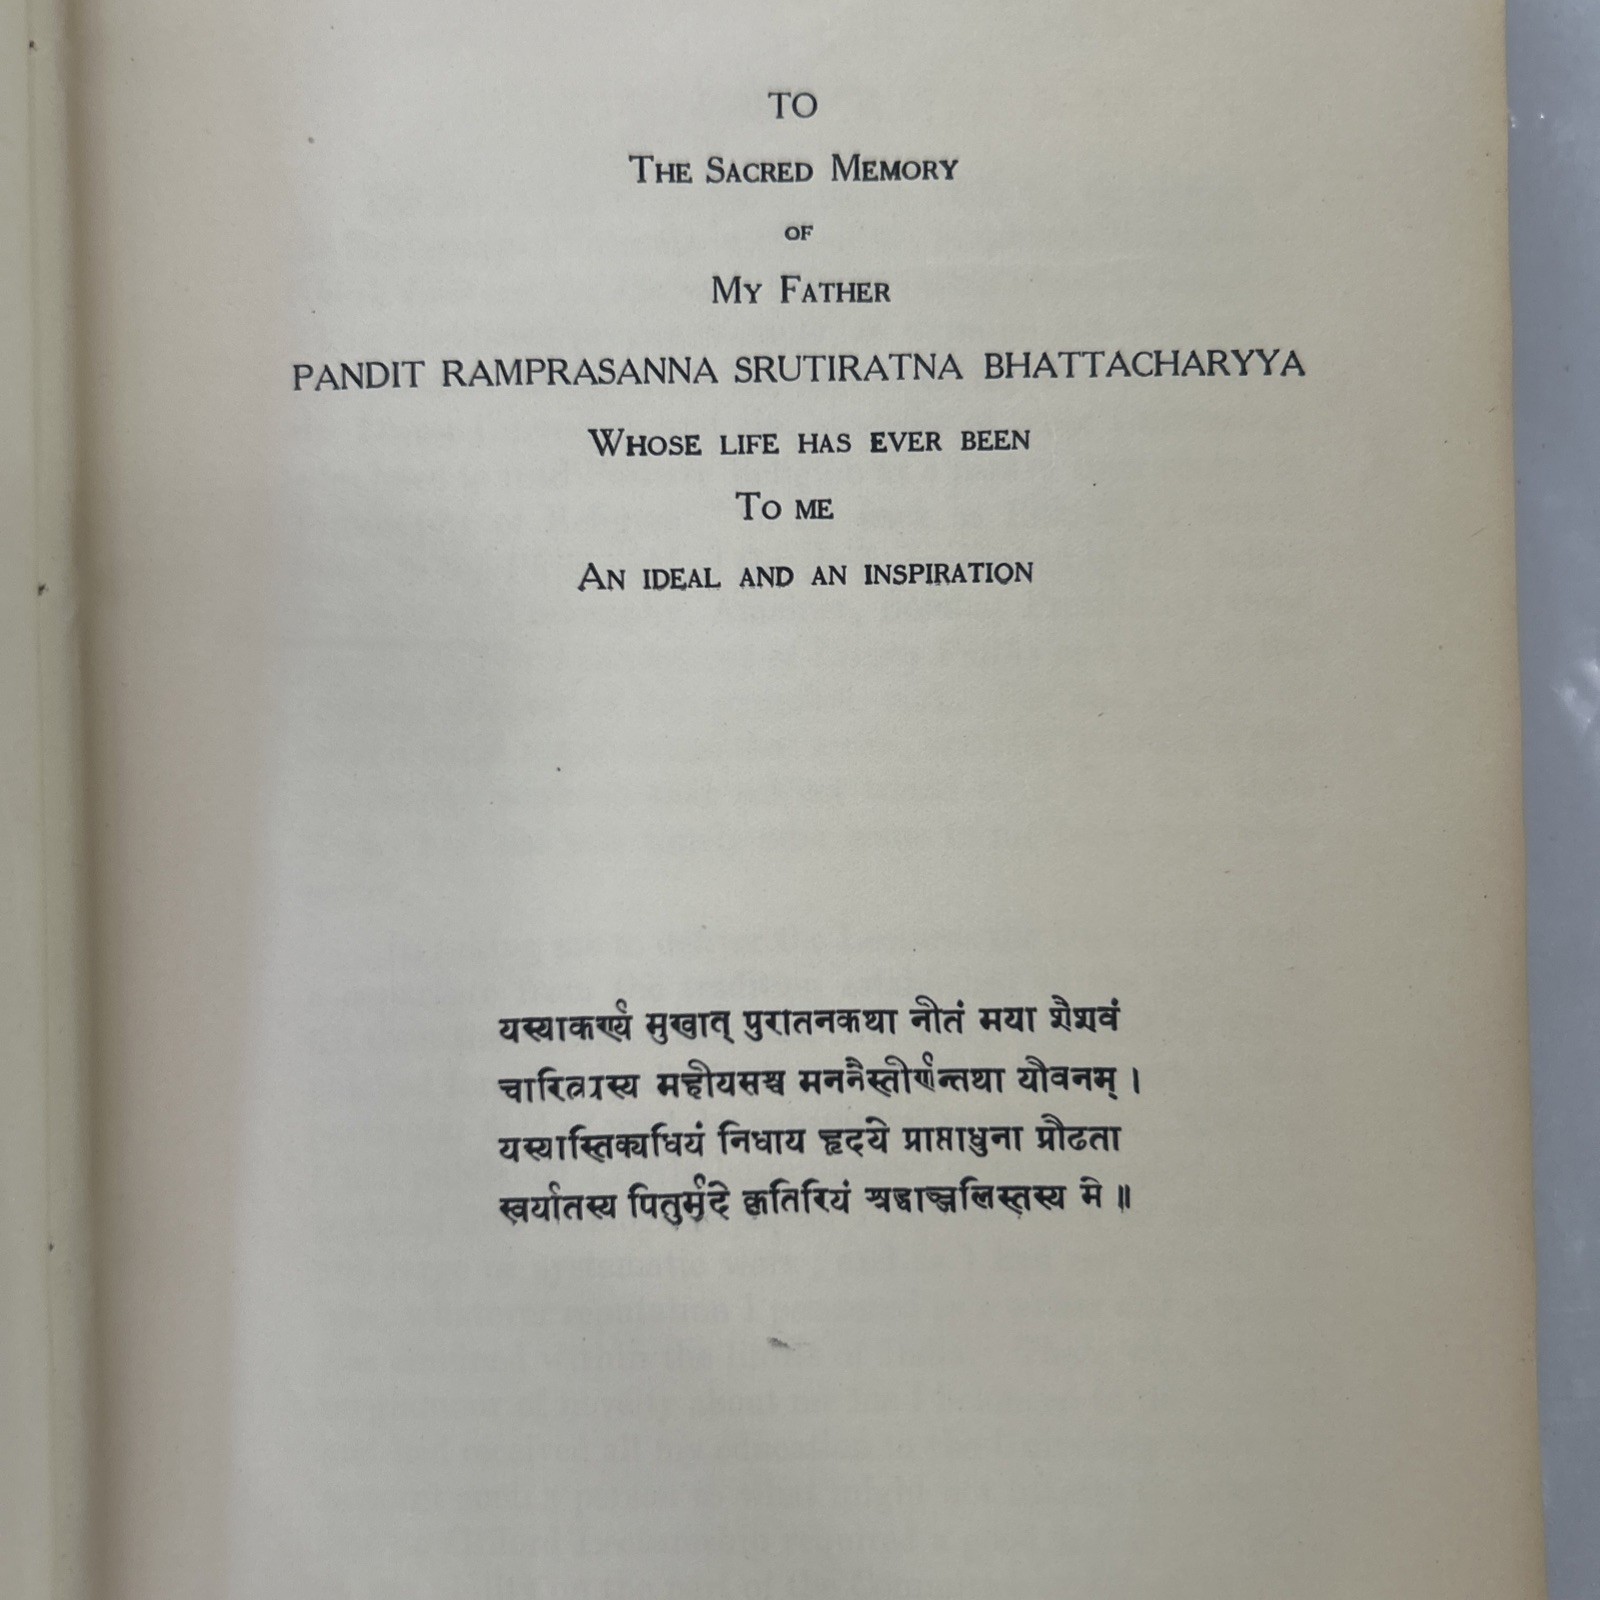 TO
THE SACRED MEMORY
OF
MY FATHER
PANDIT RAMPRASANNA SRUTIRATNA BHATTACHARYYA
WHOSE LIFE HAS EVER BEEN
TO ME
AN IDEAL AND AN INSPIRATION
यस्याकर्ण्य मुखात् पुरातनकथा नीतं मया शैशवं
चारित्रास्य महीयसश्च मननैस्तीर्णन्तथा यौवनम् ।
यस्यास्तिक्यधियं निधाय हृदये प्राप्ताधुना प्रौढता
स्वर्यातस्य पितुर्मुदे कृतिरियं श्रद्धाञ्जलिस्तस्य मे ॥